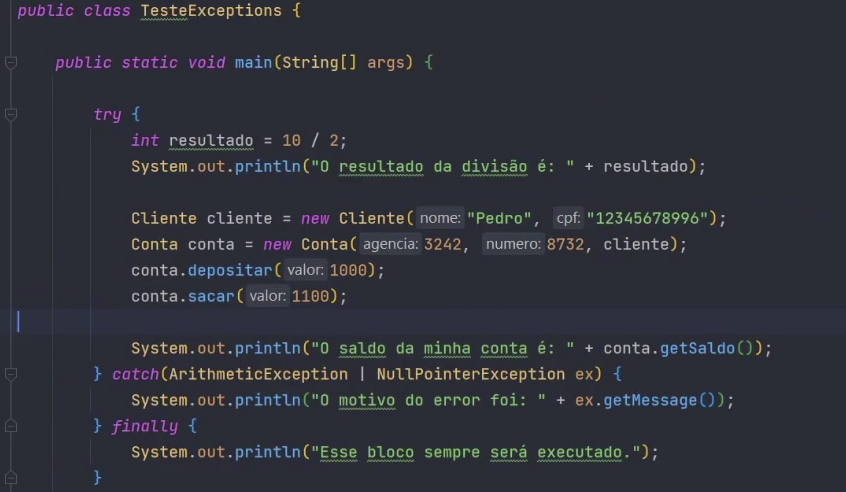 public class TesteExceptions {
public static void main(String[] args) {
try {
int resultado = 10 / 2;
System.out.println("O resultado da divisão é: " + resultado);
Cliente cliente = new Cliente( nome: "Pedro", cpf: "12345678996");
Conta conta = new Conta( agencia: 3242, numero: 8732, cliente);
conta.depositar( valor: 1000);
conta.sacar( valor: 1100);
System.out.println("O saldo da minha conta é: " + conta.getSaldo());
} catch(ArithmeticException | NullPointerException ex) {
System.out.println("O motivo do error foi: " + ex.getMessage());
} finally {
System.out.println("Esse bloco sempre será executado.");
}